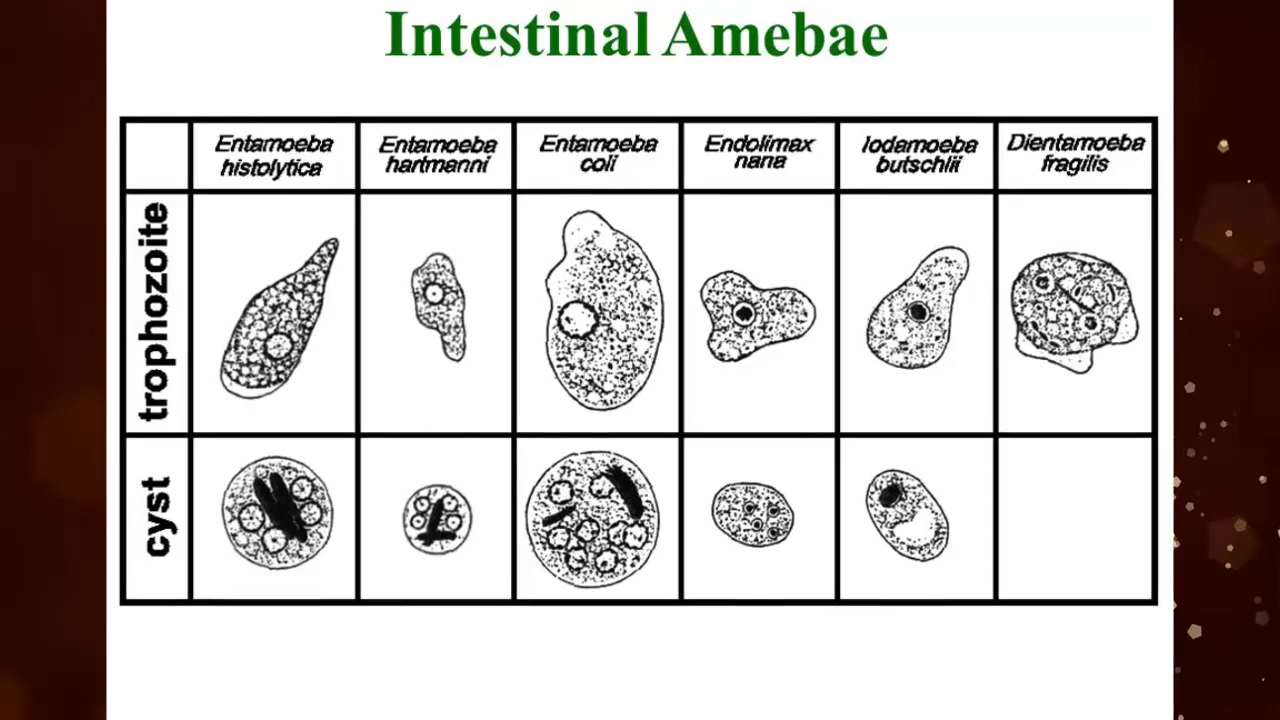 Intestinal Amebae
Entamoeba histolytica
Entamoeba hartmanni
Entamoeba coli
Endolimax nana
Iodamoeba butschlii
Dientamoeba fragilis
trophozoite
cyst